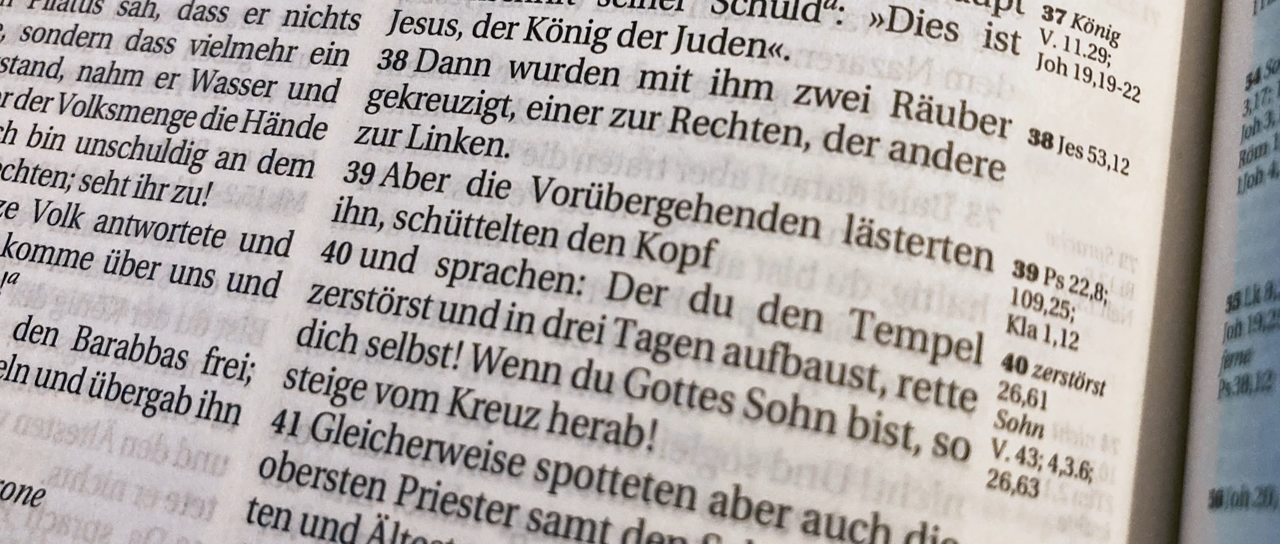 Pilatus sah, dass er nichts
sondern dass vielmehr ein
stand, nahm er Wasser und
der Volksmenge die Hände
ch bin unschuldig an dem
chten; seht ihr zu!
ze Volk antwortete und
komme über uns und
!a
den Barabbas frei;
eln und übergab ihn
rone
seiner Schuld a: »Dies ist
Jesus, der König der Juden«.
38 Dann wurden mit ihm zwei Räuber
gekreuzigt, einer zur Rechten, der andere
zur Linken.
39 Aber die Vorübergehenden lästerten
ihn, schüttelten den Kopf
40 und sprachen: Der du den Tempel
zerstörst und in drei Tagen aufbaust, rette
dich selbst! Wenn du Gottes Sohn bist, so
steige vom Kreuz herab!
41 Gleicherweise spotteten aber auch die
obersten Priester samt den
ten und
37 König
V. 11.29;
Joh 19,19-22
38 Jes 53,12
39 Ps 22,8;
109,25;
Kla 1,12
40 zerstörst
26,61
Sohn
V. 43; 4,3.6;
26,63